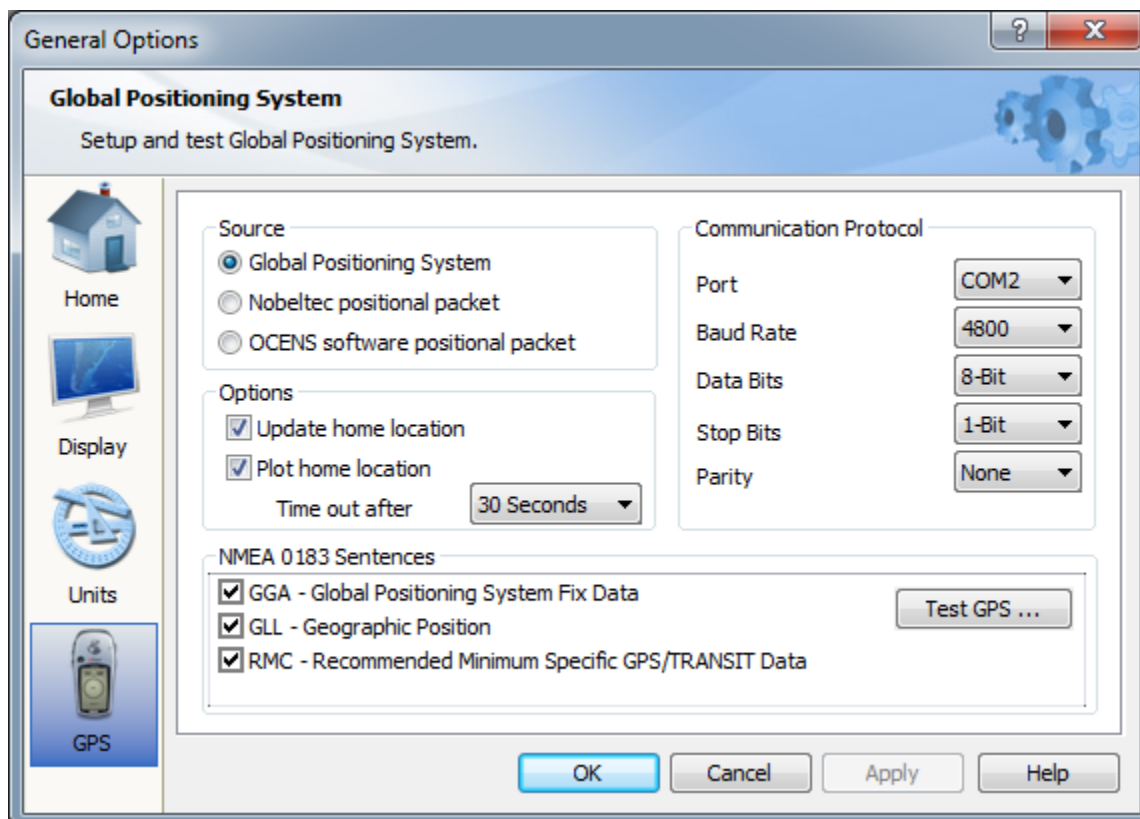 General Options
?
X
Global Positioning System
Setup and test Global Positioning System.
Home
Display
Units
GPS
Source
Global Positioning System
Nobeltec positional packet
OCENS software positional packet
Options
Update home location
Plot home location
Time out after 30 Seconds
Communication Protocol
Port COM2
Baud Rate 4800
Data Bits 8-Bit
Stop Bits 1-Bit
Parity None
NMEA 0183 Sentences
GGA - Global Positioning System Fix Data
GLL - Geographic Position
RMC - Recommended Minimum Specific GPS/TRANSIT Data
Test GPS ...
OK Cancel Apply Help